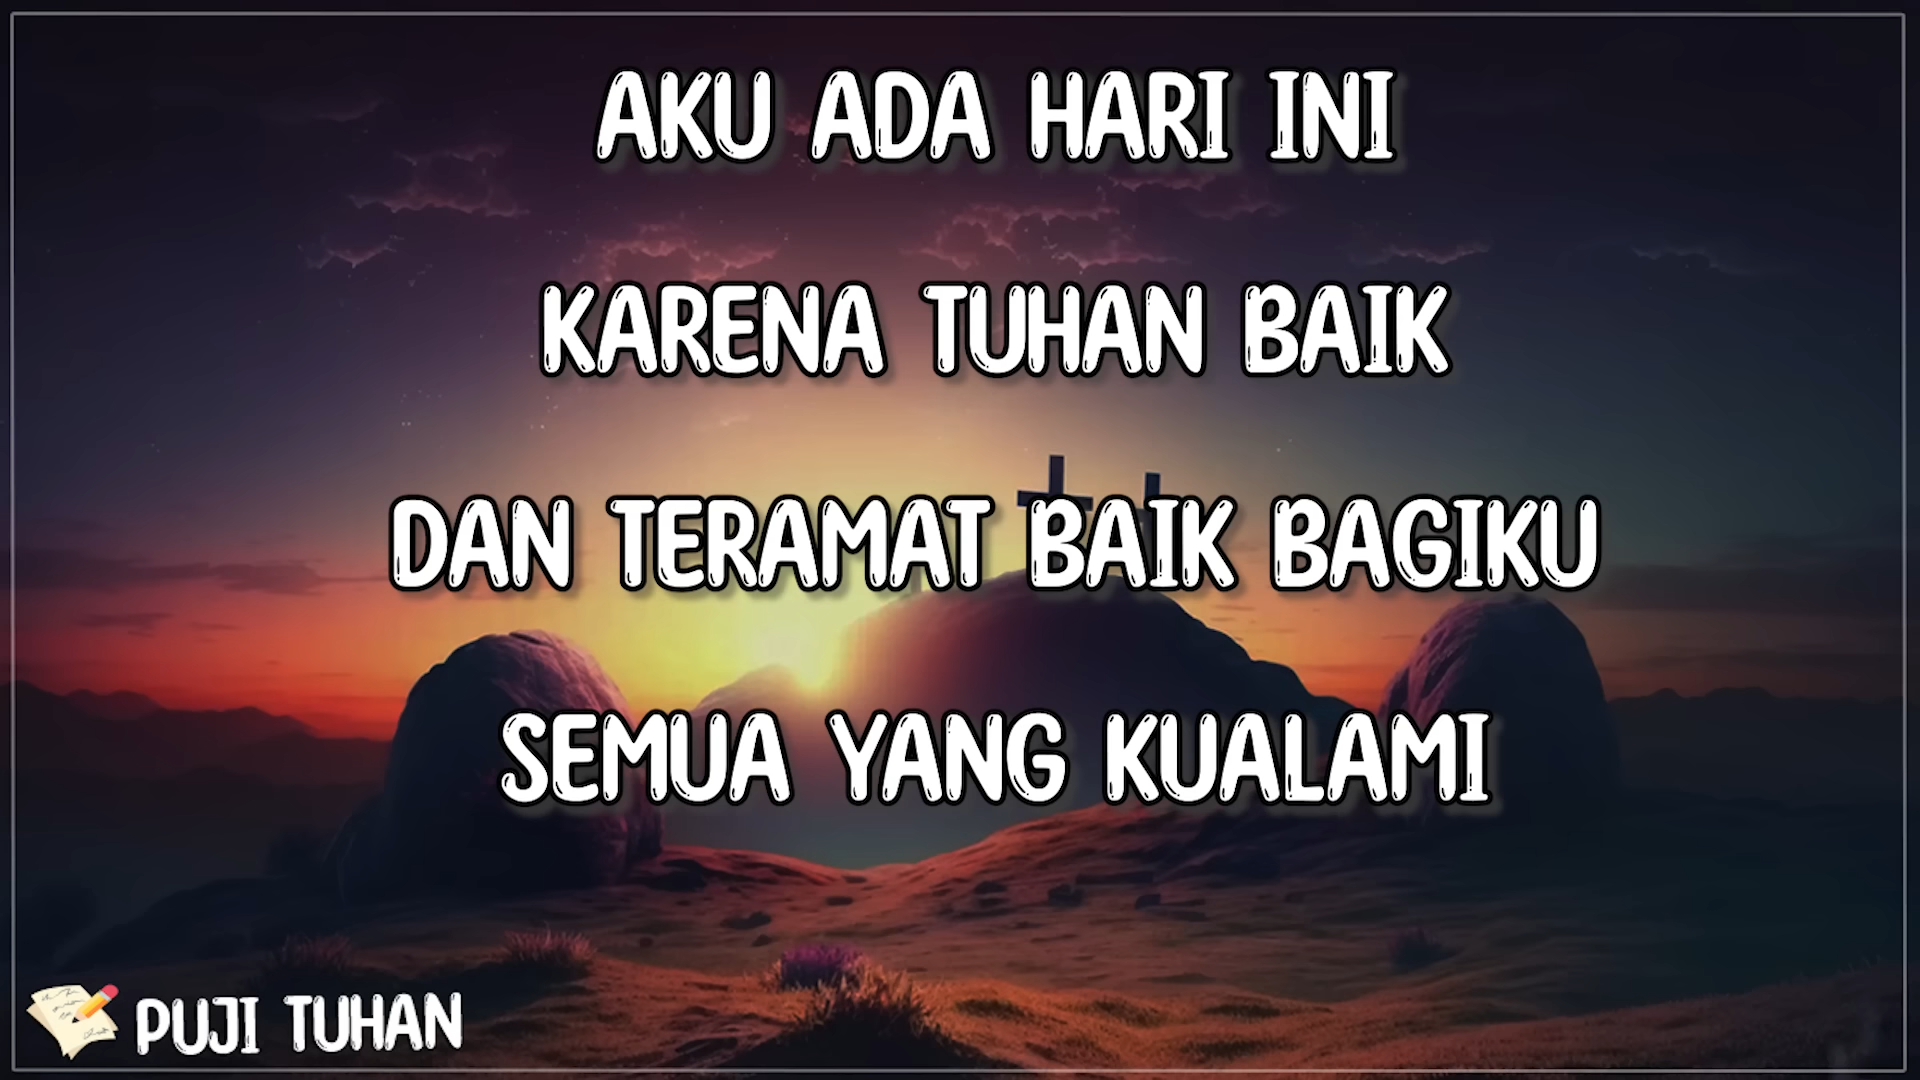 AKU ADA HARI INI
KARENA TUHAN BAIK
DAN TERAMAT BAIK BAGIKU
SEMUA YANG KUALAMI
PUJI TUHAN